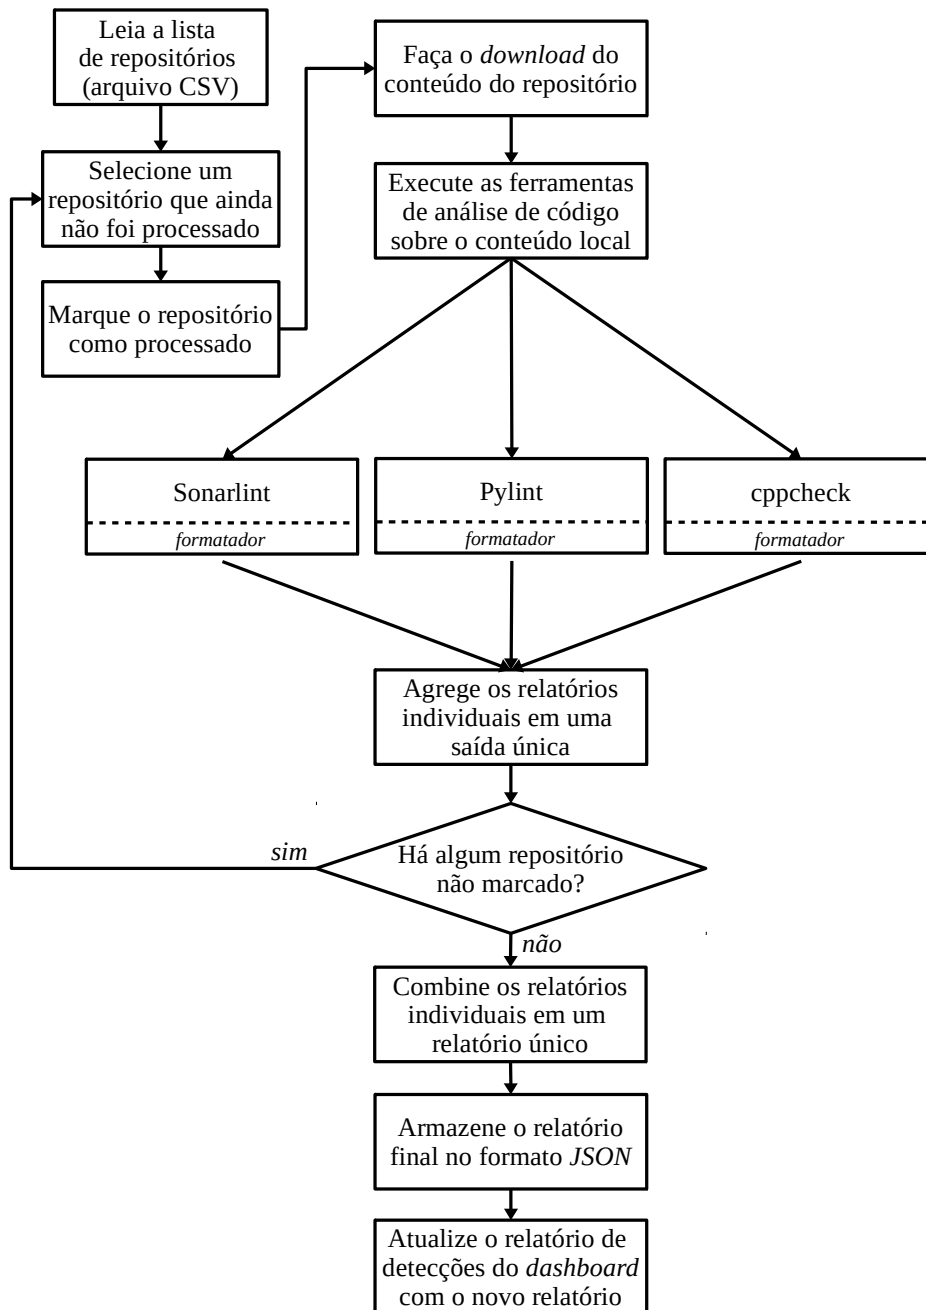 Leia a lista
de repositórios
(arquivo CSV)
Selecione um
repositório que ainda
não foi processado
Marque o repositório
como processado
Faça o download do
conteúdo do repositório
Execute as ferramentas
de análise de código
sobre o conteúdo local
Sonarlint
formatador
Pylint
formatador
cppcheck
formatador
Agrege os relatórios
individuais em uma
saída única
Há algum repositório
não marcado?
sim
não
Combine os relatórios
individuais em um
relatório único
Armazene o relatório
final no formato JSON
Atualize o relatório de
detecções do dashboard
com o novo relatório